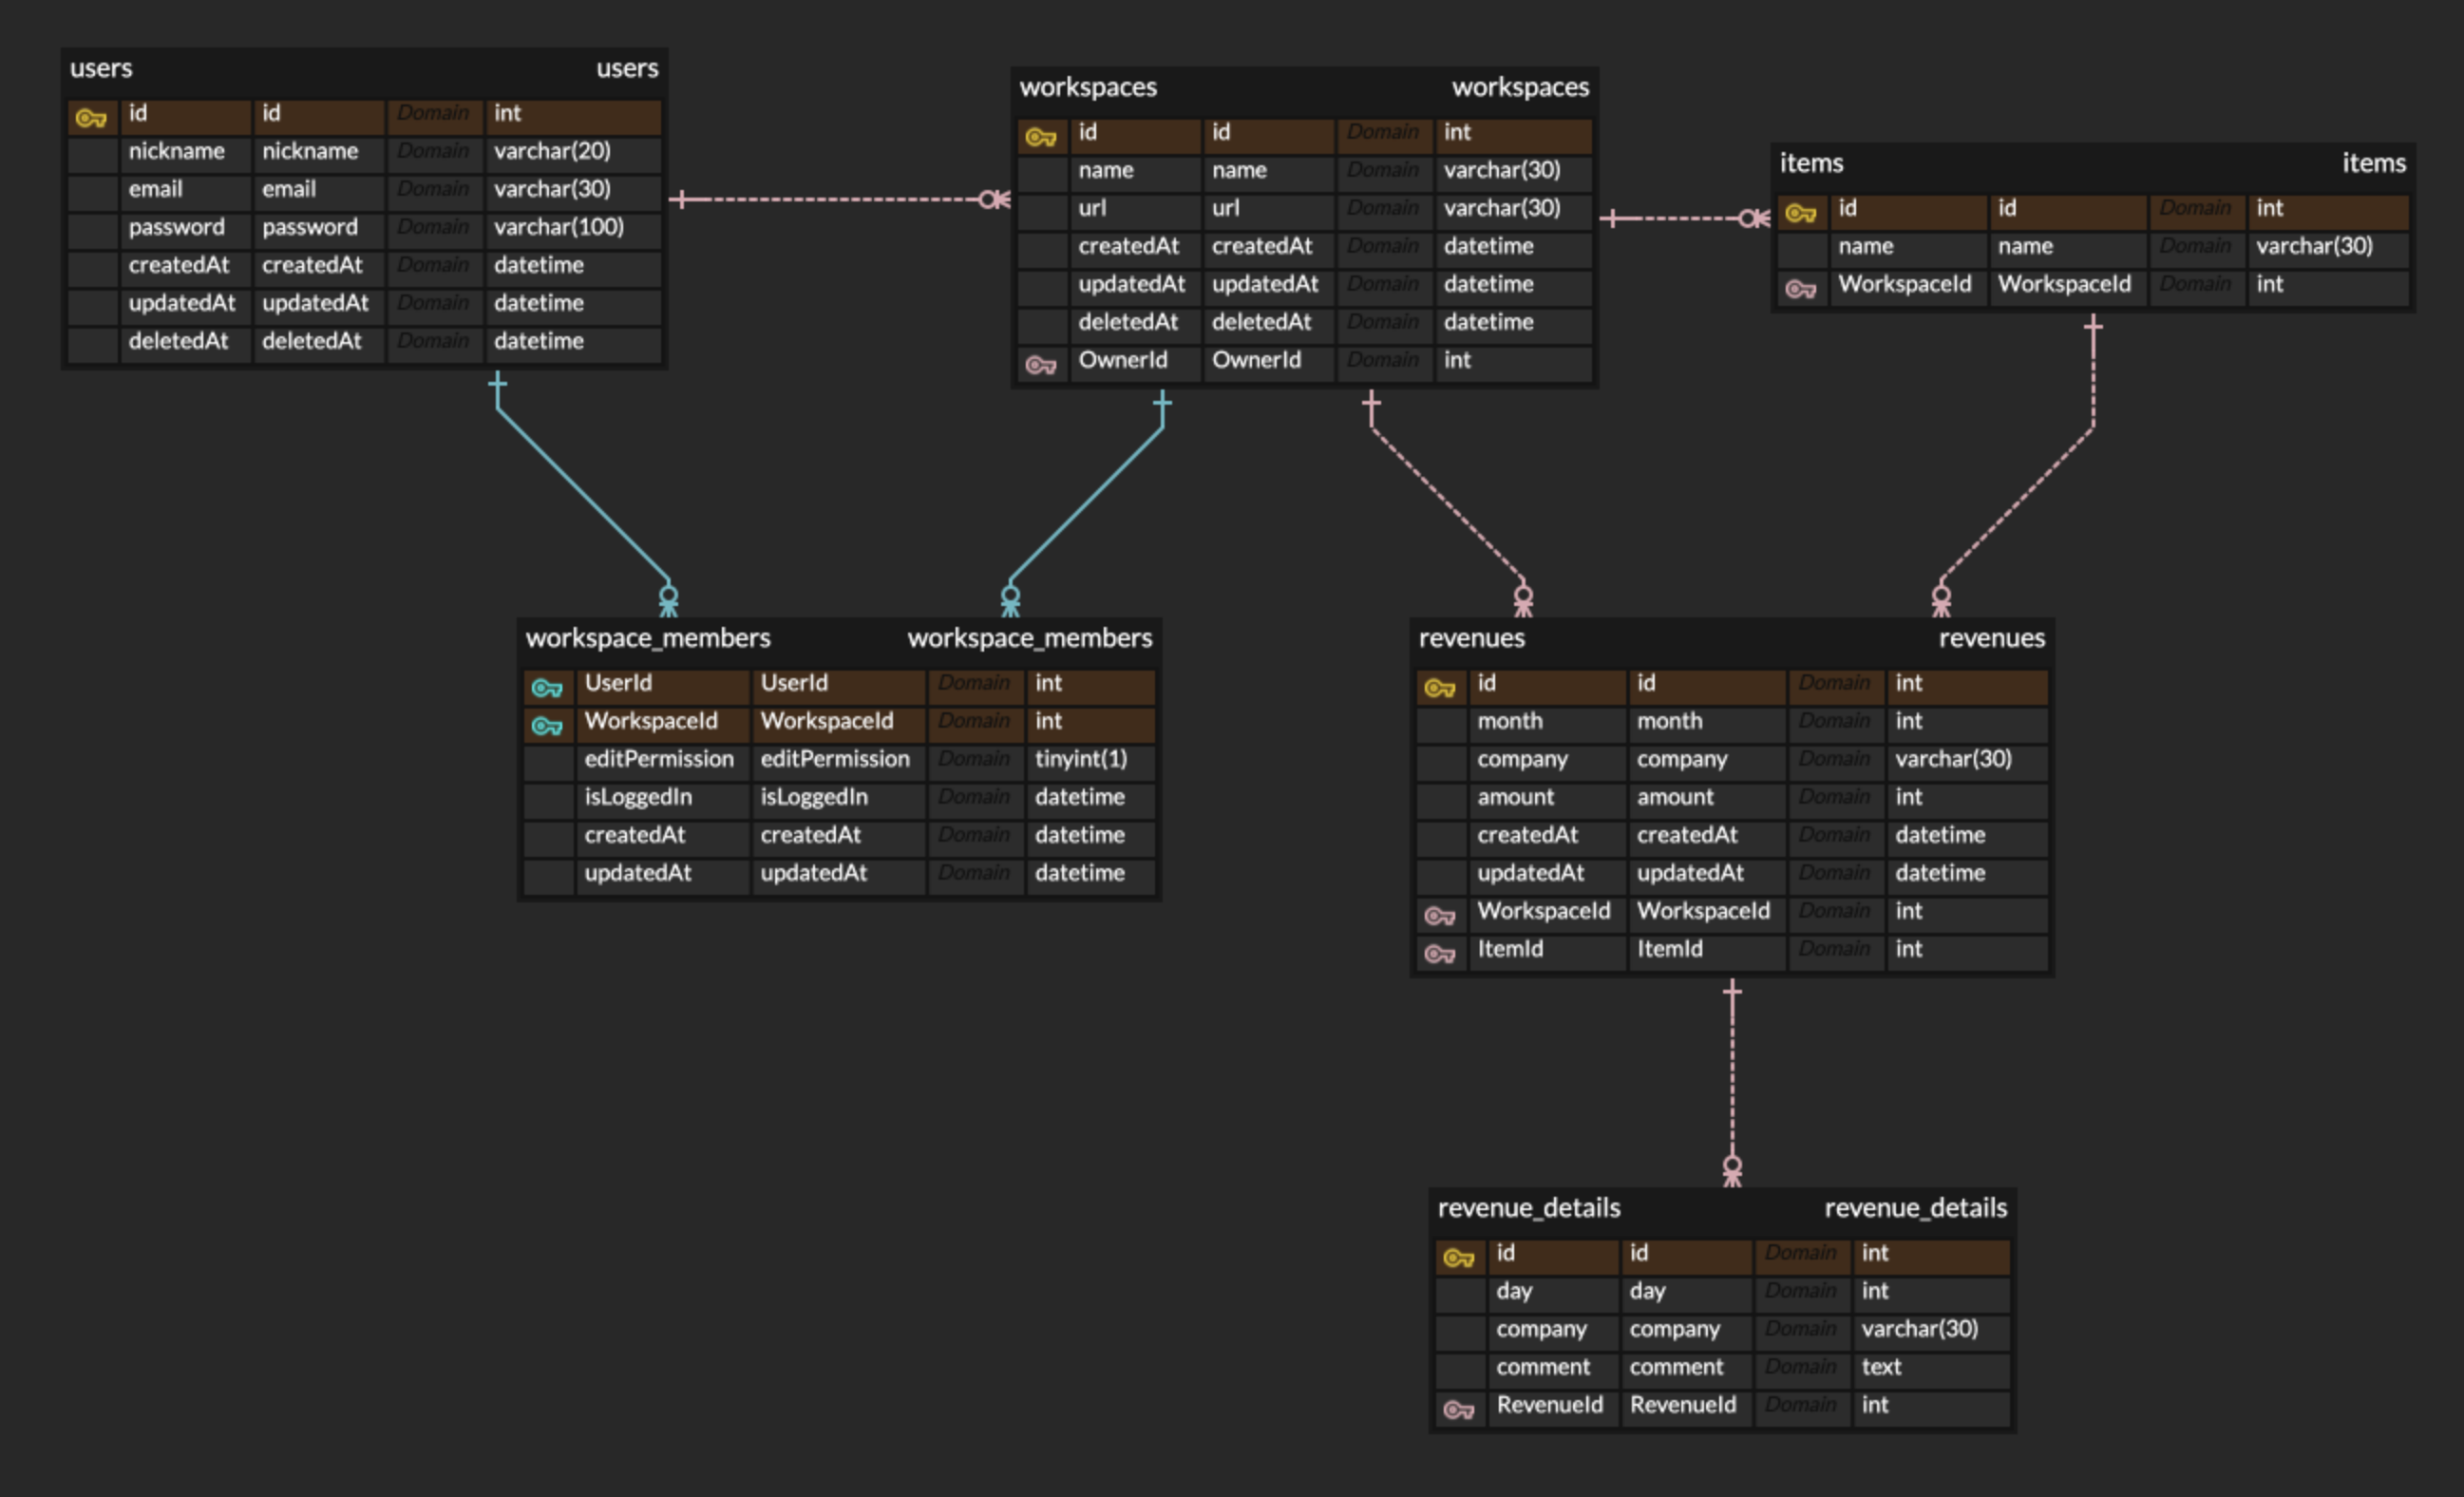 users users
id id Domain int
nickname nickname Domain varchar(20)
email email Domain varchar(30)
password password Domain varchar(100)
createdAt createdAt Domain datetime
updatedAt updatedAt Domain datetime
deletedAt deletedAt Domain datetime
workspaces workspaces
id id Domain int
name name Domain varchar(30)
url url Domain varchar(30)
createdAt createdAt Domain datetime
updatedAt updatedAt Domain datetime
deletedAt deletedAt Domain datetime
OwnerId OwnerId Domain int
items items
id id Domain int
name name Domain varchar(30)
WorkspaceId WorkspaceId Domain int
workspace_members workspace_members
UserId UserId Domain int
WorkspaceId WorkspaceId Domain int
editPermission editPermission Domain tinyint(1)
isLoggedIn isLoggedIn Domain datetime
createdAt createdAt Domain datetime
updatedAt updatedAt Domain datetime
revenues revenues
id id Domain int
month month Domain int
company company Domain varchar(30)
amount amount Domain int
createdAt createdAt Domain datetime
updatedAt updatedAt Domain datetime
WorkspaceId WorkspaceId Domain int
ItemId ItemId Domain int
revenue_details revenue_details
id id Domain int
day day Domain int
company company Domain varchar(30)
comment comment Domain text
RevenueId RevenueId Domain int